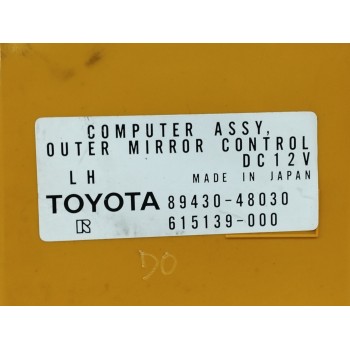 COMPUTER ASSY,
OUTER MIRROR CONTROL
DC12V
LH MADE IN JAPAN
TOYOTA 89430-48030
R 615139-000
DO